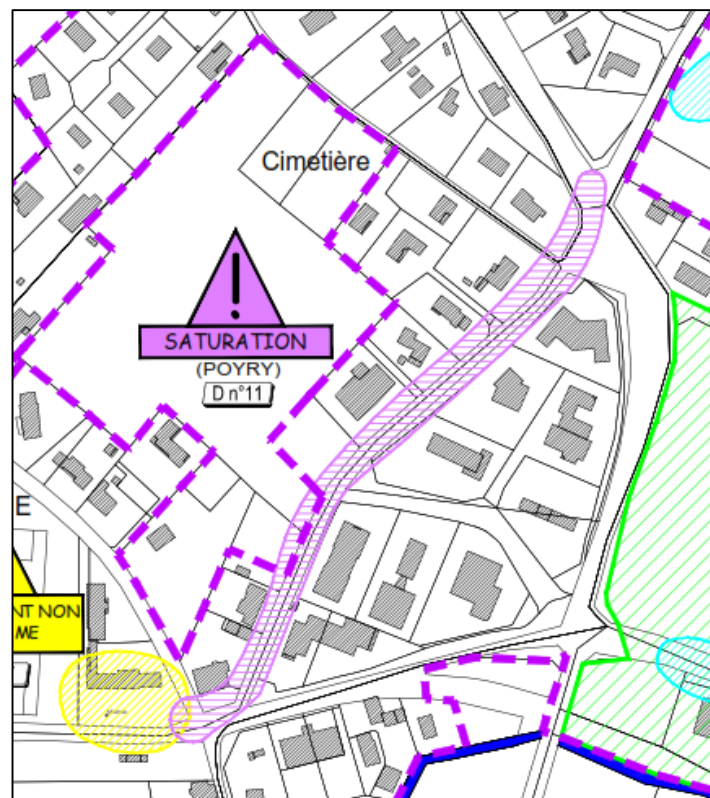 Cimetière
!
SATURATION
(POYRY)
D n°11
E
NT NON
ME